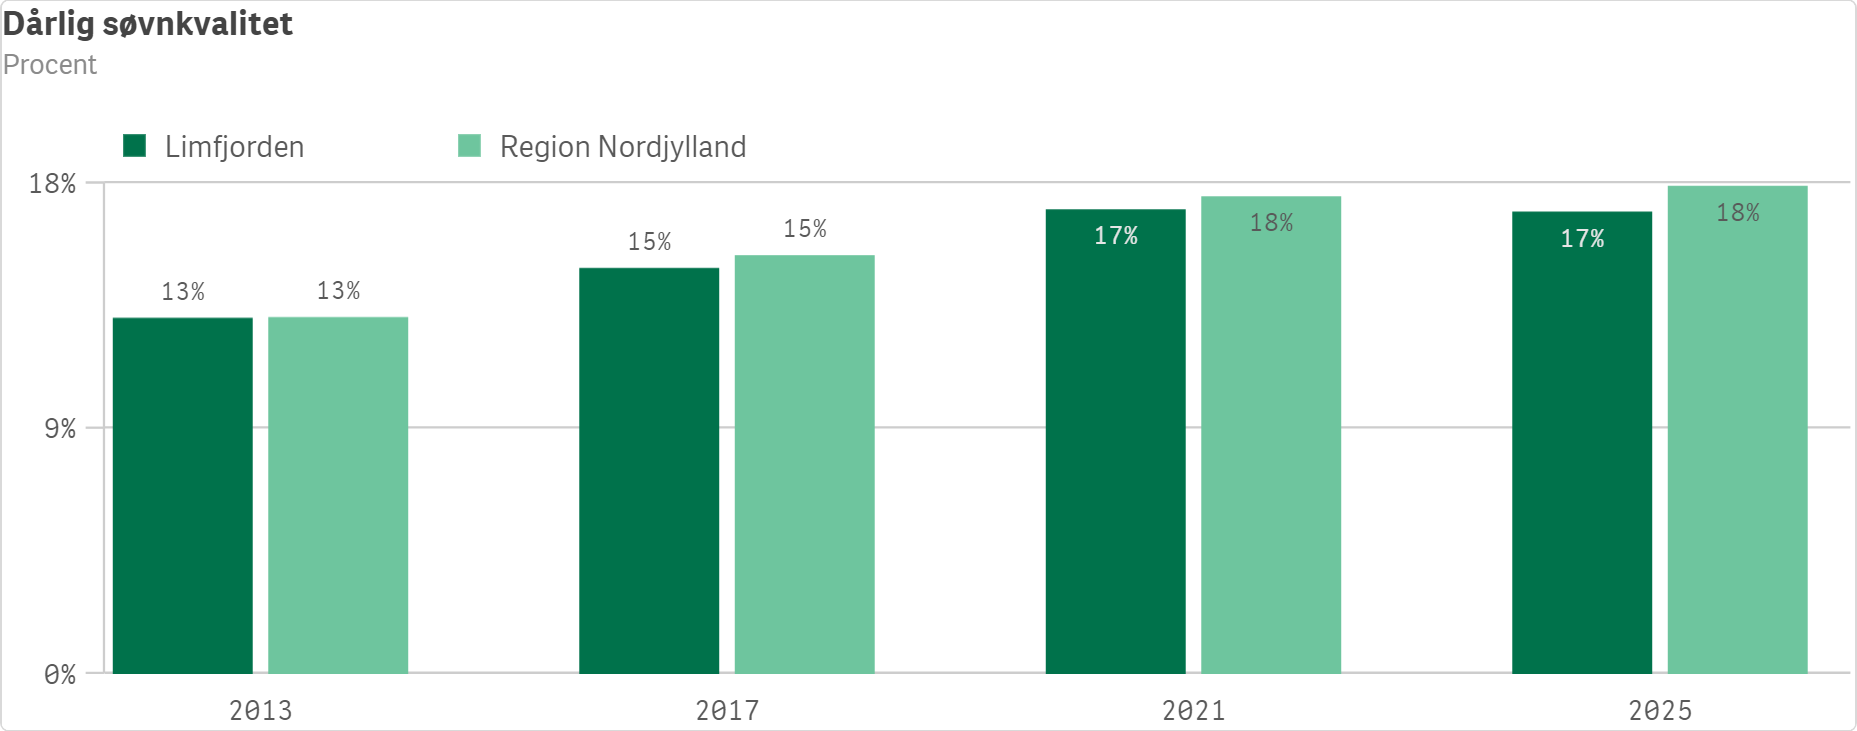 Dårlig søvnkvalitet
Procent
Limfjorden Region Nordjylland
18%
9%
0%
13% 13% 15% 15% 17% 18% 17% 18%
2013 2017 2021 2025